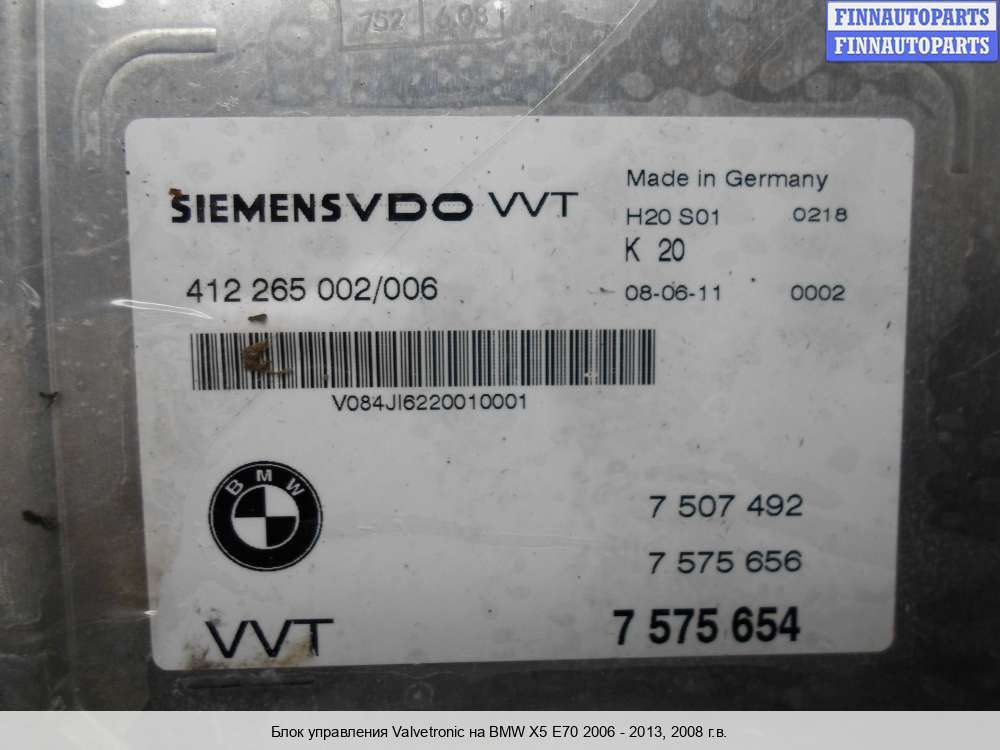 752 6.08
FINNAUTOPARTS
FINNAUTOPARTS
SIEMENS VDO VVT
Made in Germany
H20 S01 0218
K 20
412 265 002/006
08-06-11 0002
V084JI6220010001
BMW
7 507 492
7 575 656
VVT 7 575 654
Блок управления Valvetronic на BMW X5 E70 2006 - 2013, 2008 г.в.